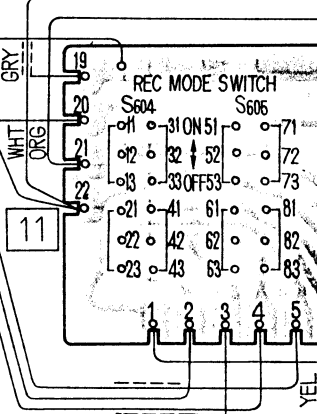 GRY
19
REC MODE SWITCH
S604 S605
20
11 31 ON 51 71
WHT
ORG
12 32 52 72
21
13 33 OFF 53 73
22
21 41 61 81
11
22 42 62 82
23 43 63 83
1 2 3 4 5
YEL